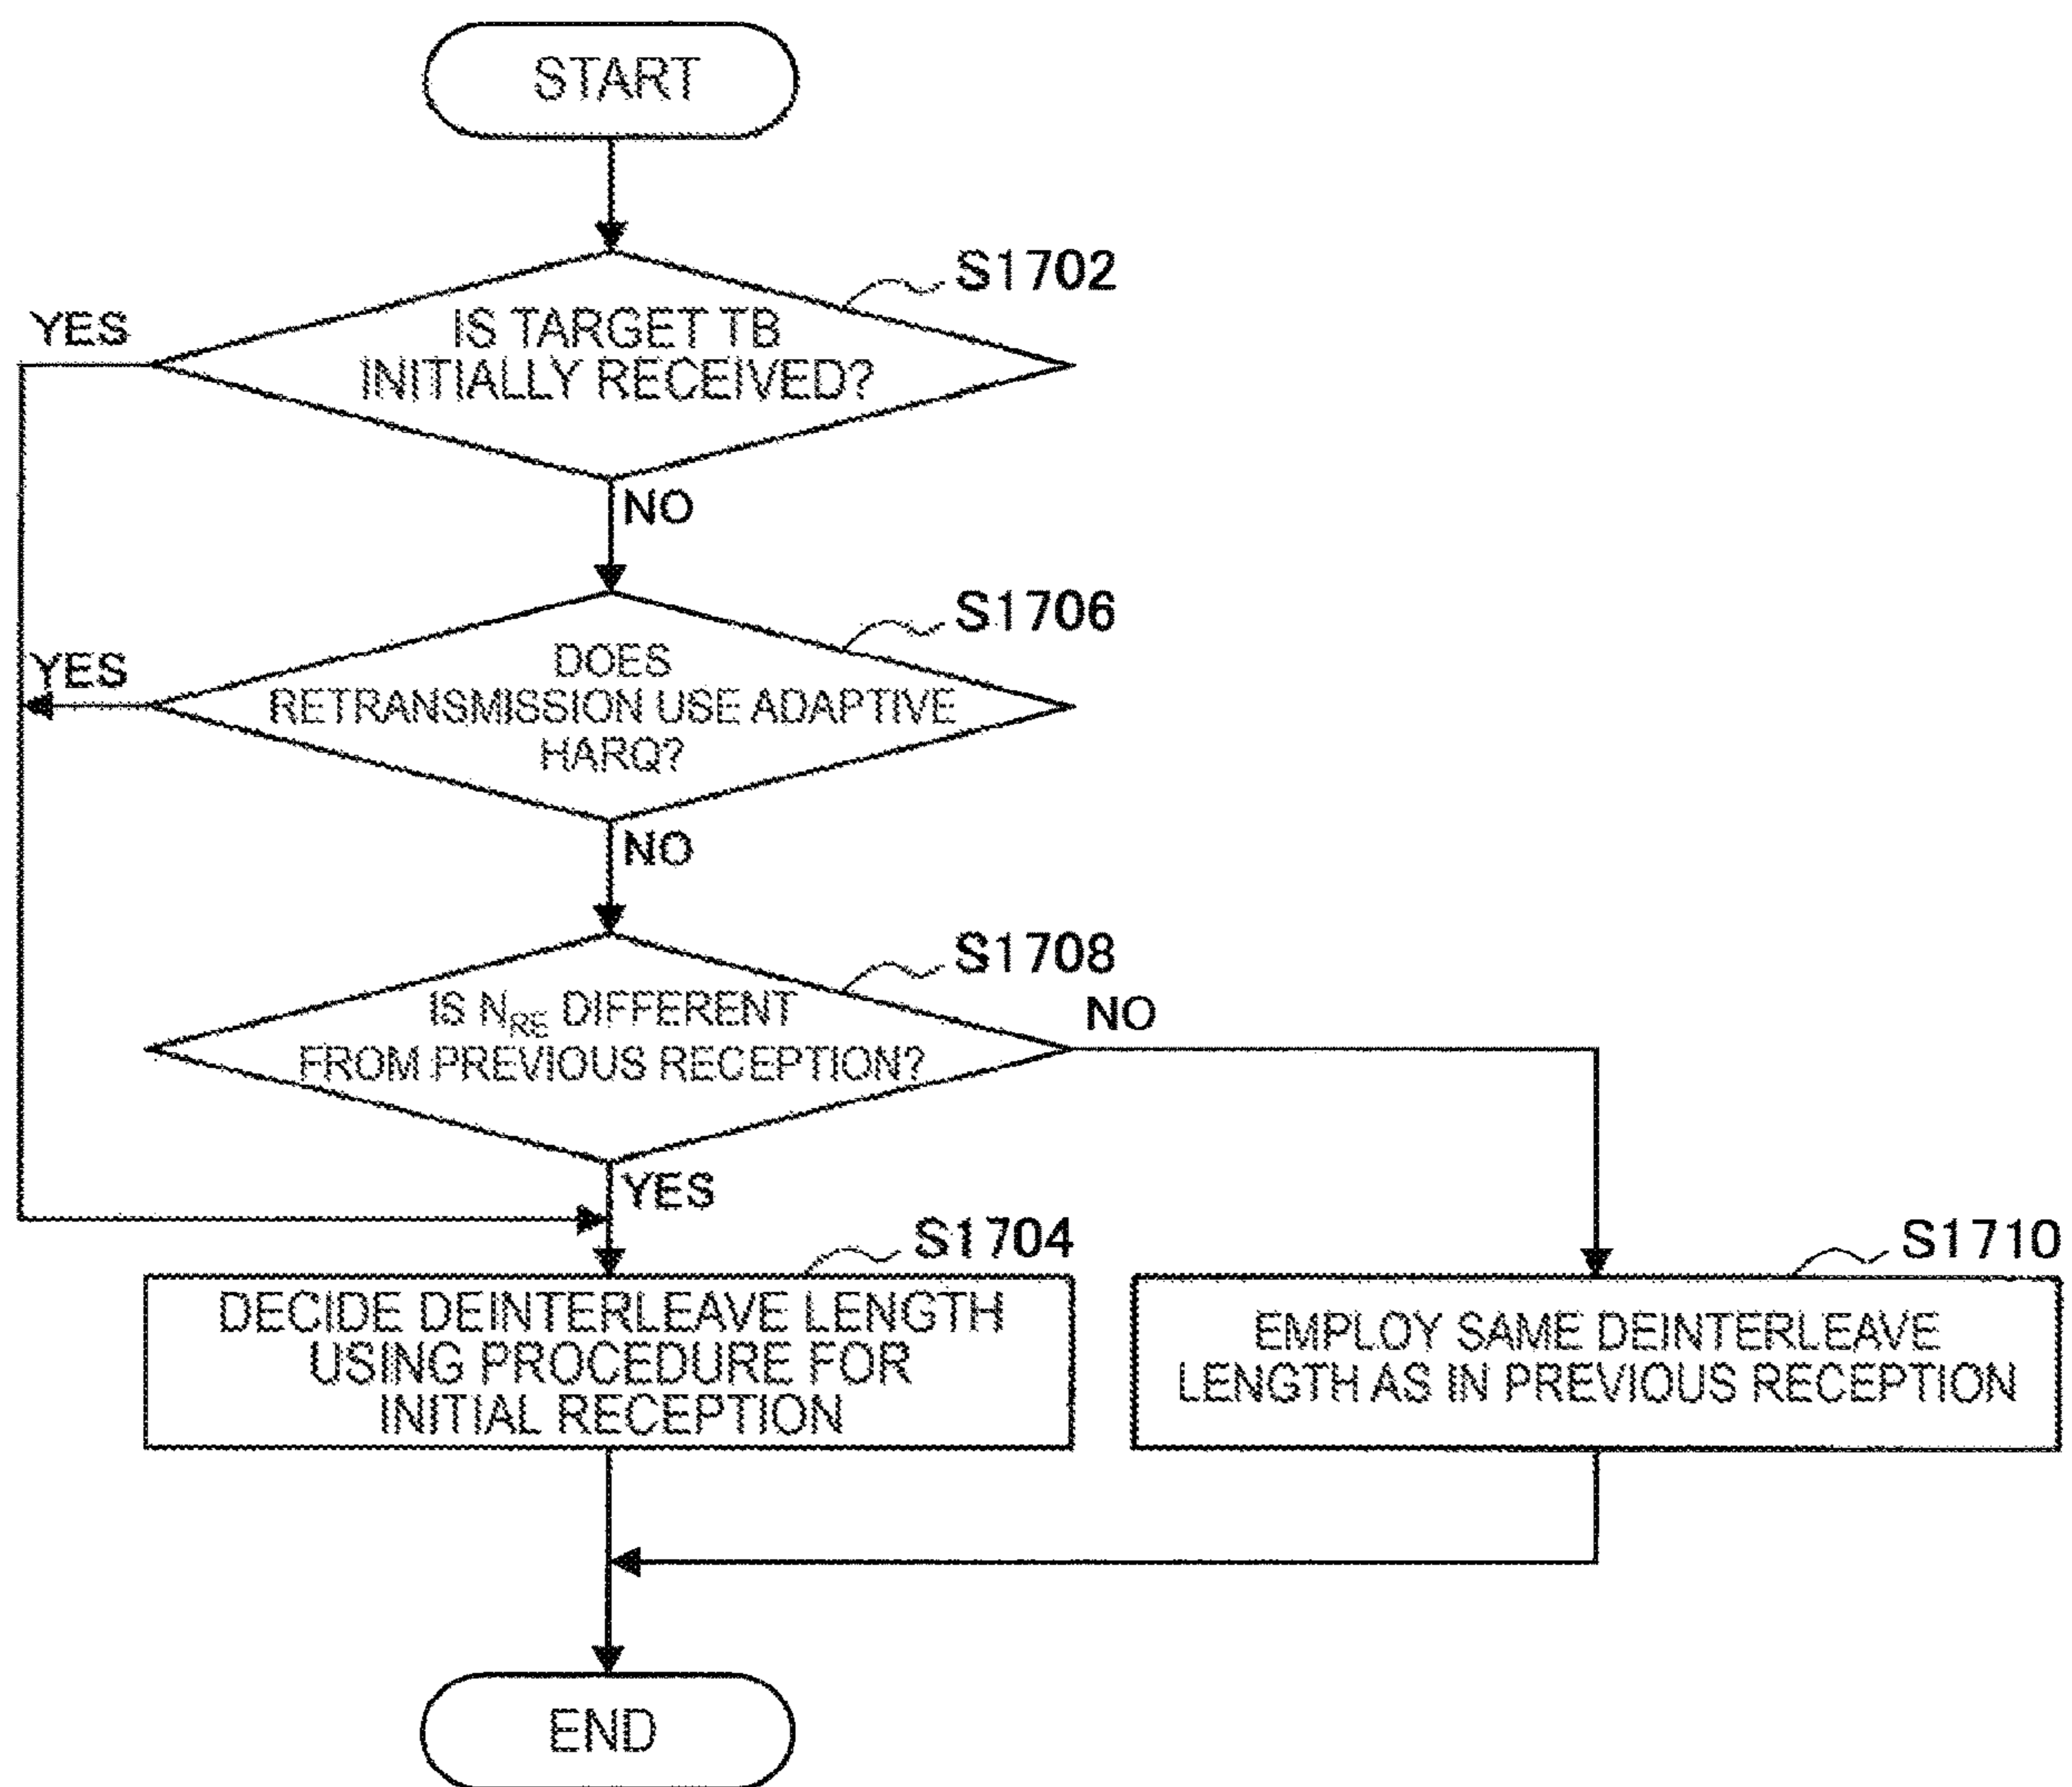 START
S1702
YES
IS TARGET TB
INITIALLY RECEIVED?
NO
S1706
YES
DOES
RETRANSMISSION USE ADAPTIVE
HARQ?
NO
S1708
IS N_RE DIFFERENT
FROM PREVIOUS RECEPTION?
NO
YES
S1704
DECIDE DEINTERLEAVE LENGTH
USING PROCEDURE FOR
INITIAL RECEPTION
S1710
EMPLOY SAME DEINTERLEAVE
LENGTH AS IN PREVIOUS RECEPTION
END